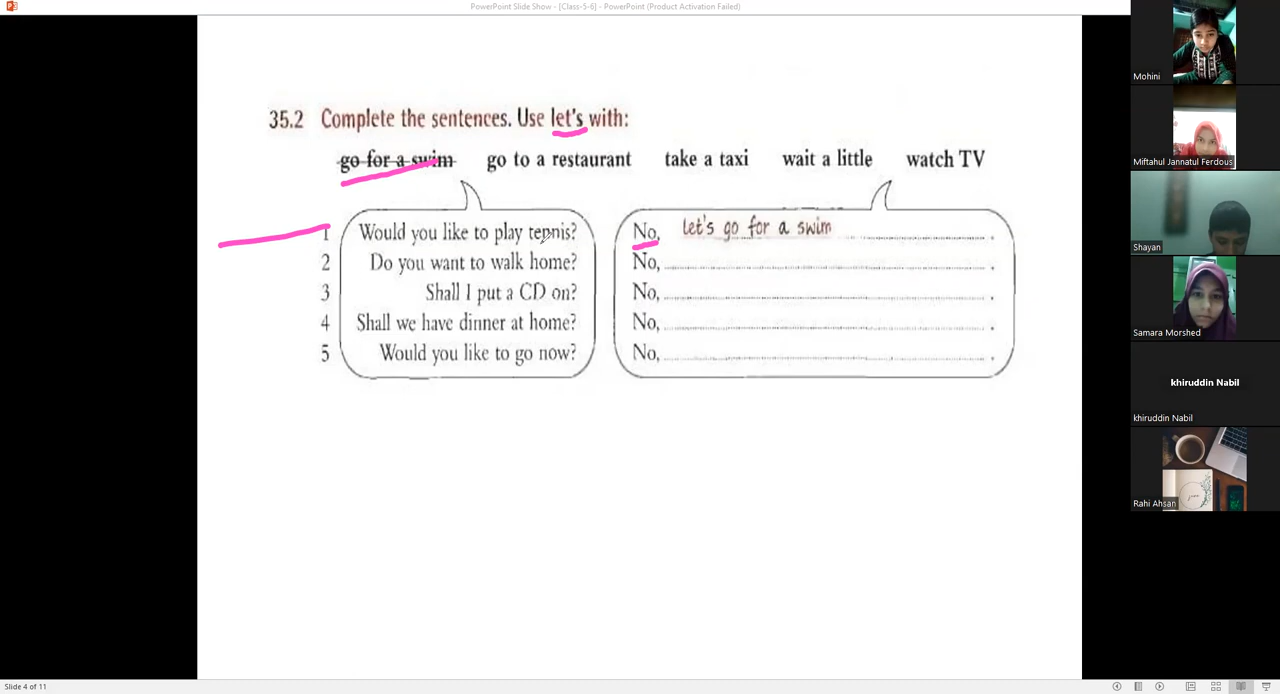 PowerPoint Slide Show - [Class-5-6] - PowerPoint (Product Activation Failed)
35.2 Complete the sentences. Use let's with:
go for a swim go to a restaurant take a taxi wait a little watch TV
1 Would you like to play tennis? No, let's go for a swim .
2 Do you want to walk home? No, .
3 Shall I put a CD on? No, .
4 Shall we have dinner at home? No, .
5 Would you like to go now? No, .
Mohini
Miftahul Jannatul Ferdous
Shayan
Samara Morshed
khiruddin Nabil
khiruddin Nabil
Rahi Ahsan
Slide 4 of 11